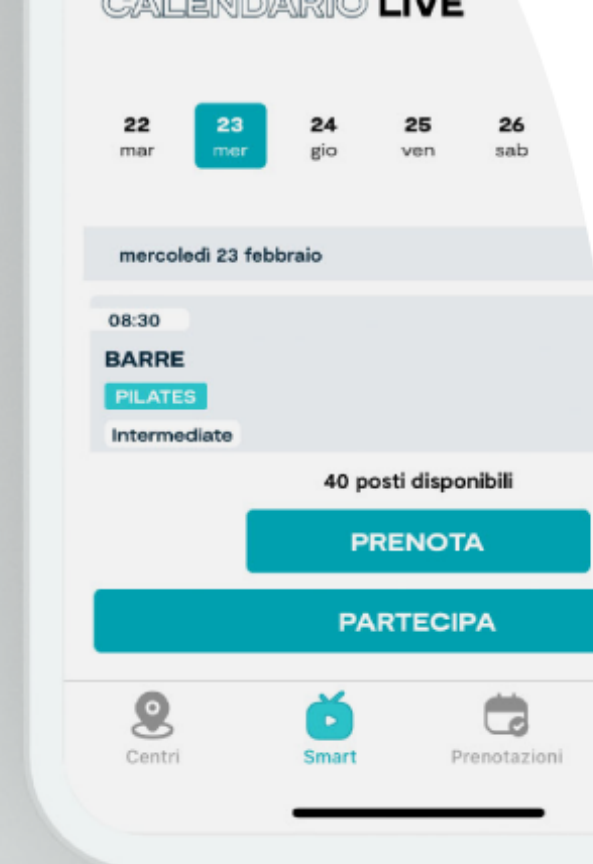 CALENDARIO LIVE
22 23 24 25 26
mar mer gio ven sab
mercoledì 23 febbraio
08:30
BARRE
PILATES
Intermediate
40 posti disponibili
PRENOTA
PARTECIPA
Centri Smart Prenotazioni